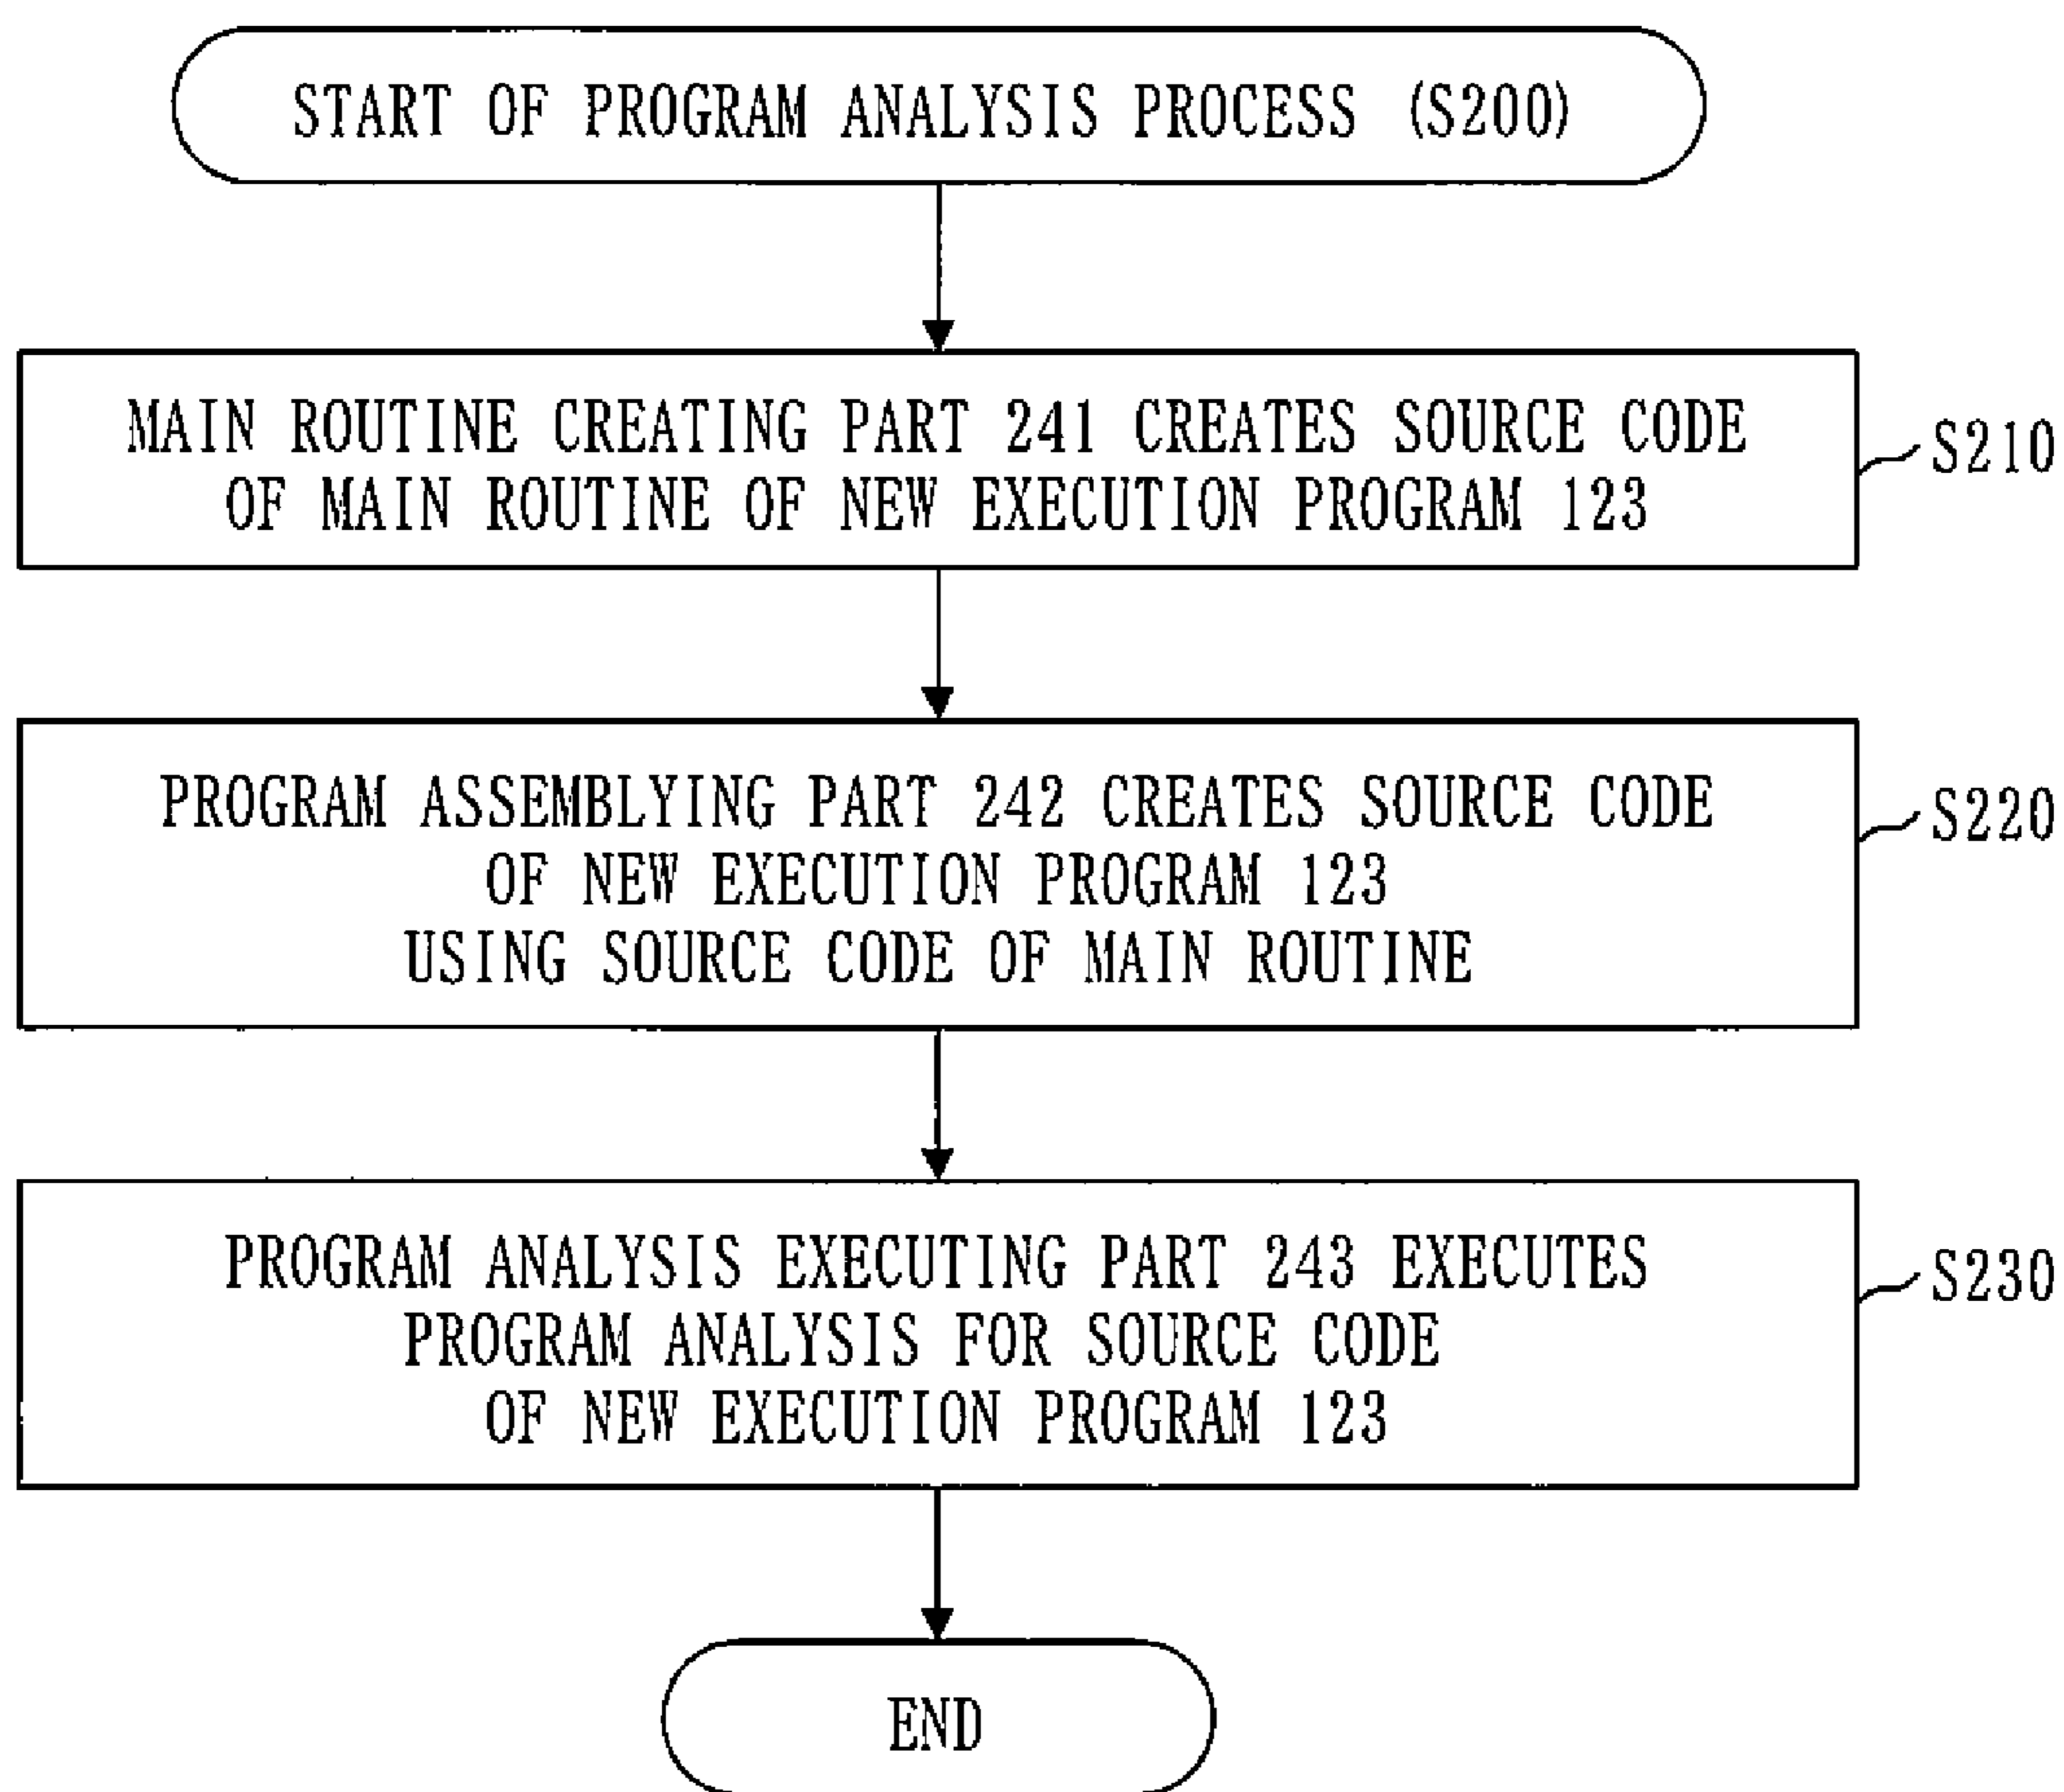 START OF PROGRAM ANALYSIS PROCESS (S200)
MAIN ROUTINE CREATING PART 241 CREATES SOURCE CODE
OF MAIN ROUTINE OF NEW EXECUTION PROGRAM 123
S210
PROGRAM ASSEMBLYING PART 242 CREATES SOURCE CODE
OF NEW EXECUTION PROGRAM 123
USING SOURCE CODE OF MAIN ROUTINE
S220
PROGRAM ANALYSIS EXECUTING PART 243 EXECUTES
PROGRAM ANALYSIS FOR SOURCE CODE
OF NEW EXECUTION PROGRAM 123
S230
END